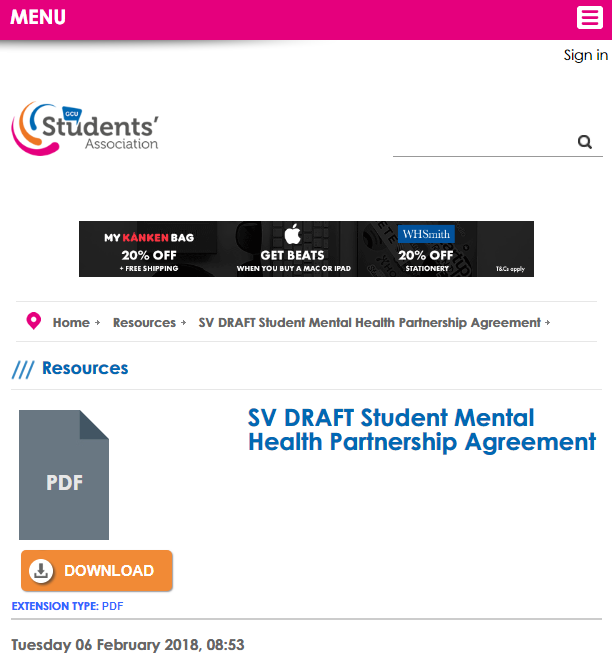 MENU
Sign in
GCU
Students'
Association
MY KÅNKEN BAG
20% OFF
+ FREE SHIPPING
GET BEATS
WHEN YOU BUY A MAC OR IPAD
WHSmith
20% OFF
STATIONERY
T&Cs apply
Home Resources SV DRAFT Student Mental Health Partnership Agreement
/// Resources
SV DRAFT Student Mental
Health Partnership Agreement
PDF
DOWNLOAD
EXTENSION TYPE: PDF
Tuesday 06 February 2018, 08:53